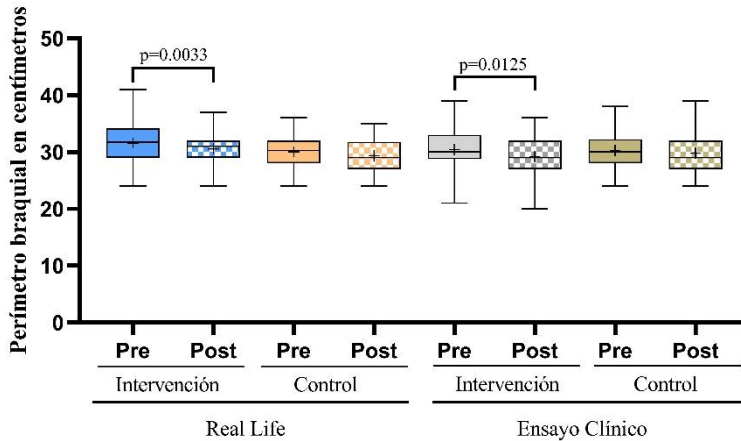 Perímetro braquial en centímetros
50
40
30
20
10
0
p=0.0033
p=0.0125
Pre Post Pre Post Pre Post Pre Post
Intervención Control Intervención Control
Real Life Ensayo Clínico